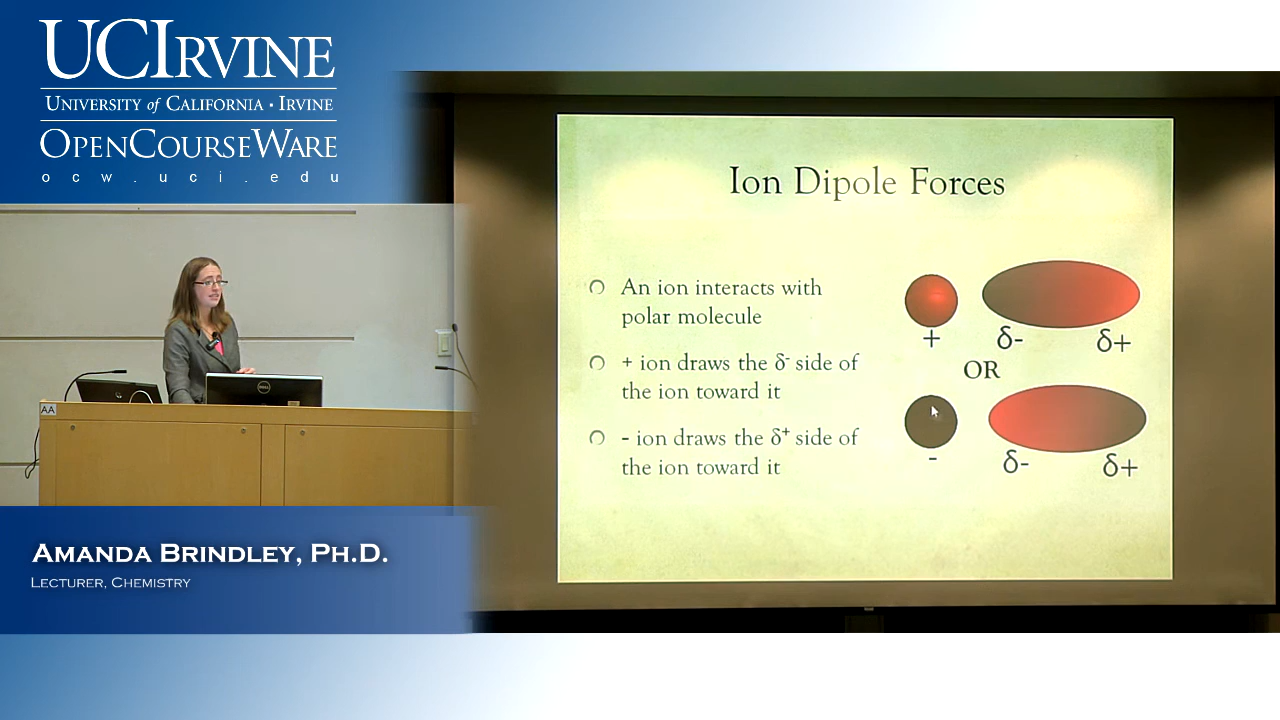 UCIRVINE
UNIVERSITY of CALIFORNIA · IRVINE
OPENCOURSEWARE
ocw.uci.edu
Ion Dipole Forces
An ion interacts with
polar molecule
+ ion draws the δ- side of
the ion toward it
- ion draws the δ+ side of
the ion toward it
+
δ-
δ+
OR
-
δ-
δ+
AA
DELL
AMANDA BRINDLEY, PH.D.
LECTURER, CHEMISTRY